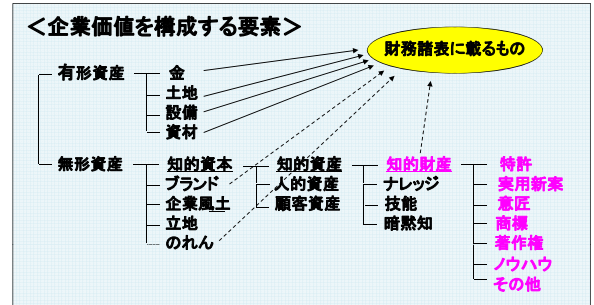 ＜企業価値を構成する要素＞
財務諸表に載るもの
有形資産 金
土地
設備
資材
無形資産 知的資本 知的資産 知的財産 特許
ブランド 人的資産 ナレッジ 実用新案
企業風土 顧客資産 技能 意匠
立地 暗黙知 商標
のれん 著作権
ノウハウ
その他